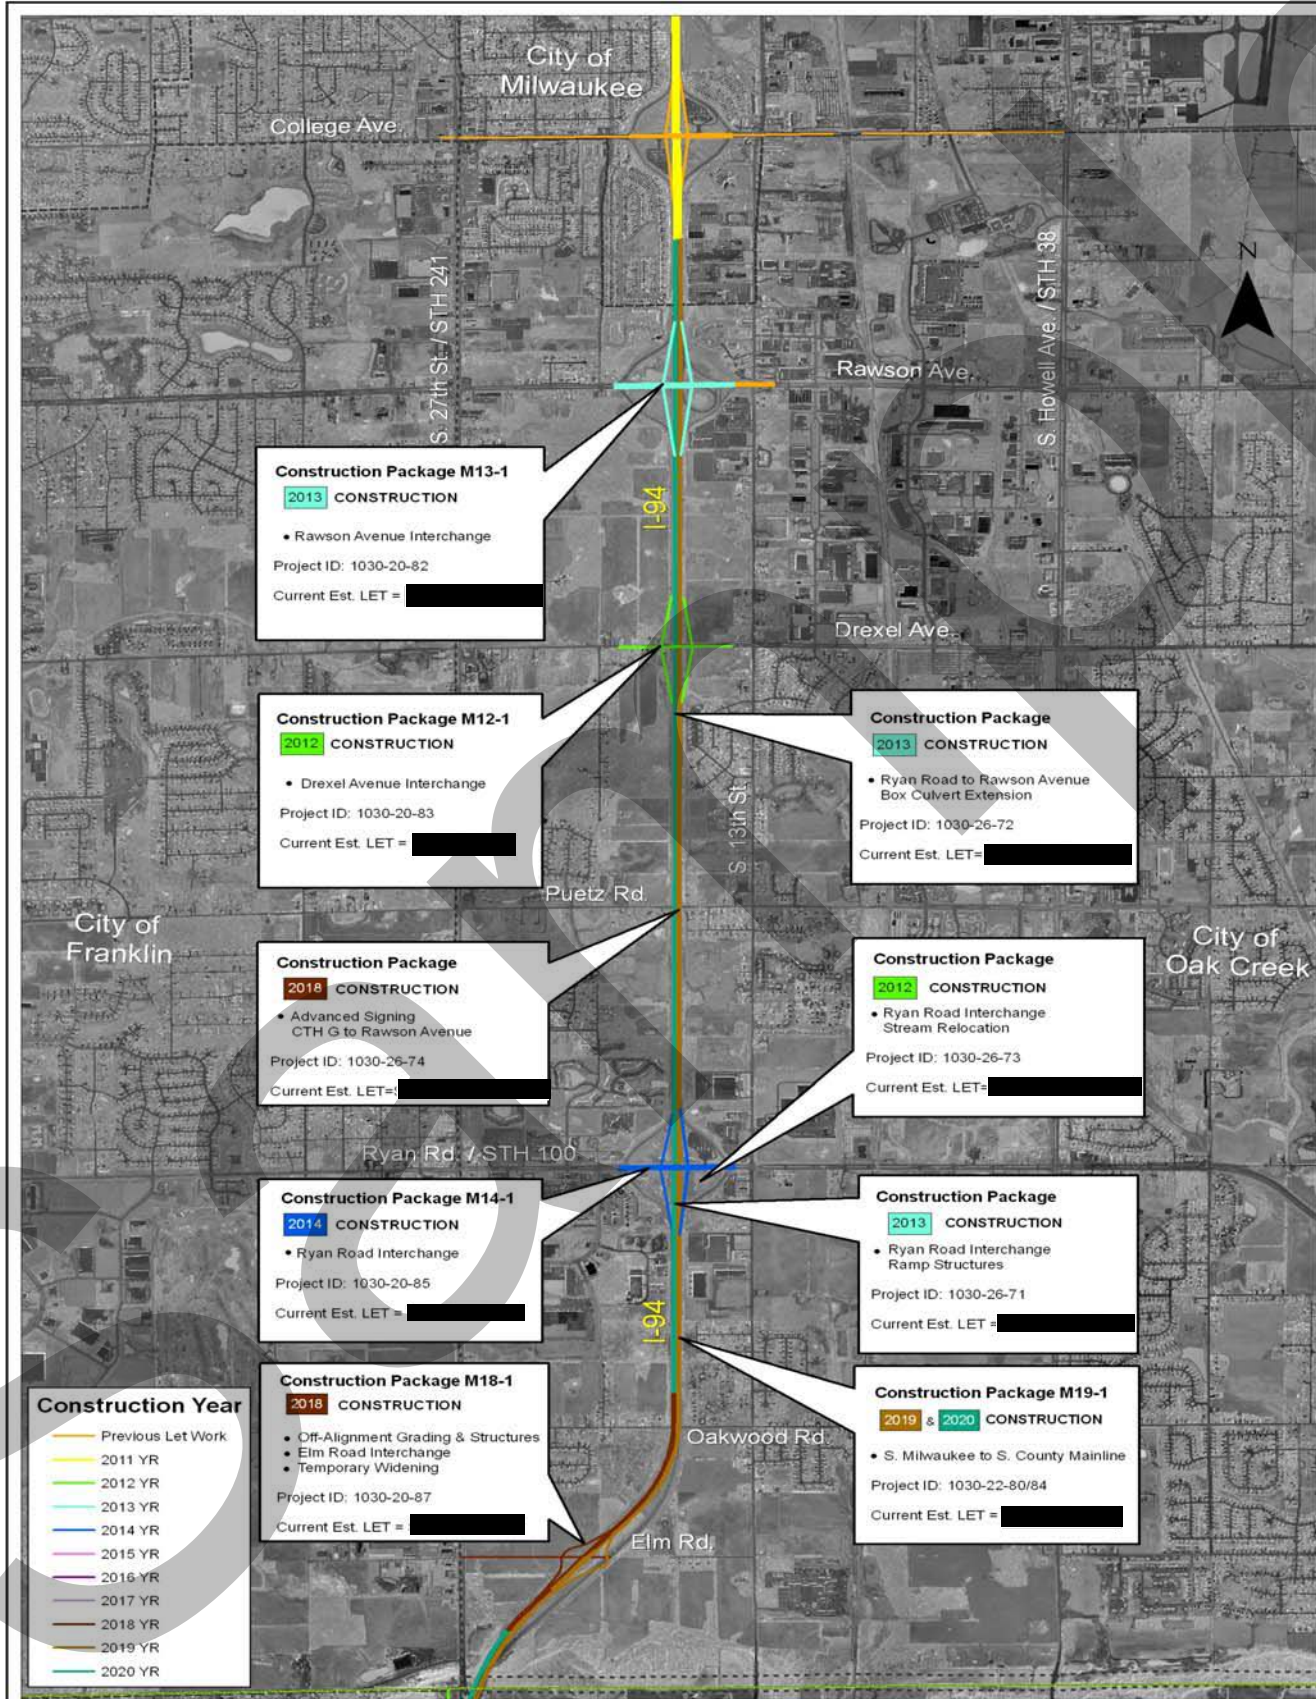 City of
Milwaukee
College Ave.
S. 27th St. / STH 241
S. Howell Ave. / STH 38
N
Rawson Ave.
Construction Package M13-1
2013 CONSTRUCTION
• Rawson Avenue Interchange
Project ID: 1030-20-82
Current Est. LET =
I-94
Drexel Ave.
Construction Package M12-1
2012 CONSTRUCTION
• Drexel Avenue Interchange
Project ID: 1030-20-83
Current Est. LET =
Construction Package
2013 CONSTRUCTION
• Ryan Road to Rawson Avenue
Box Culvert Extension
Project ID: 1030-26-72
Current Est. LET=
S. 13th St.
Puetz Rd.
City of
Franklin
City of
Oak Creek
Construction Package
2018 CONSTRUCTION
• Advanced Signing
CTH G to Rawson Avenue
Project ID: 1030-26-74
Current Est. LET=
Construction Package
2012 CONSTRUCTION
• Ryan Road Interchange
Stream Relocation
Project ID: 1030-26-73
Current Est. LET=
Ryan Rd. / STH 100
Construction Package M14-1
2014 CONSTRUCTION
• Ryan Road Interchange
Project ID: 1030-20-85
Current Est. LET =
Construction Package
2013 CONSTRUCTION
• Ryan Road Interchange
Ramp Structures
Project ID: 1030-26-71
Current Est. LET =
I-94
Construction Package M18-1
2018 CONSTRUCTION
• Off-Alignment Grading & Structures
• Elm Road Interchange
• Temporary Widening
Project ID: 1030-20-87
Current Est. LET =
Construction Package M19-1
2019 & 2020 CONSTRUCTION
• S. Milwaukee to S. County Mainline
Project ID: 1030-22-80/84
Current Est. LET =
Oakwood Rd.
Elm Rd.
Construction Year
Previous Let Work
2011 YR
2012 YR
2013 YR
2014 YR
2015 YR
2016 YR
2017 YR
2018 YR
2019 YR
2020 YR